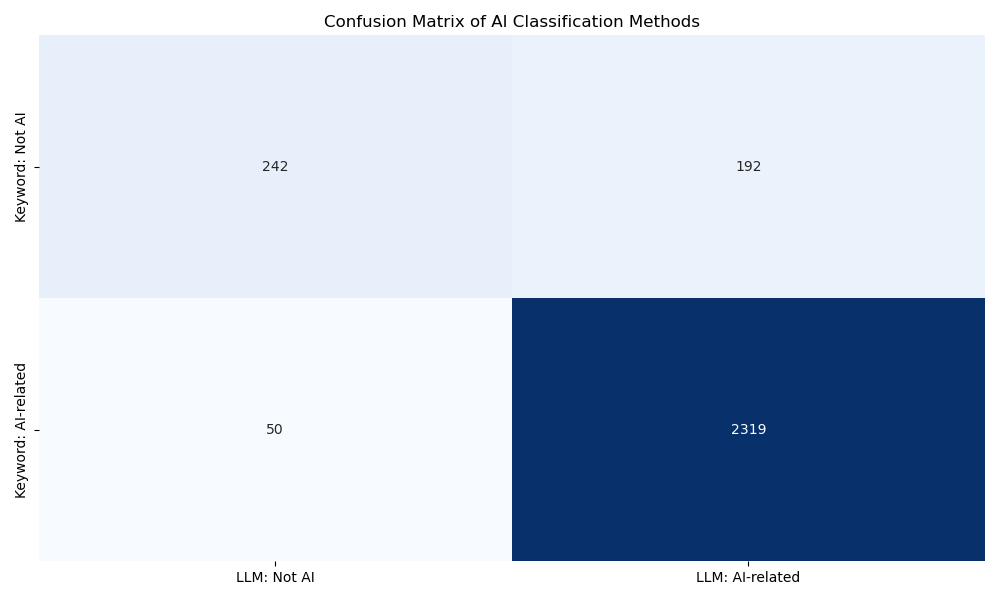 Confusion Matrix of AI Classification Methods
Keyword: Not AI
242
192
Keyword: AI-related
50
2319
LLM: Not AI
LLM: AI-related